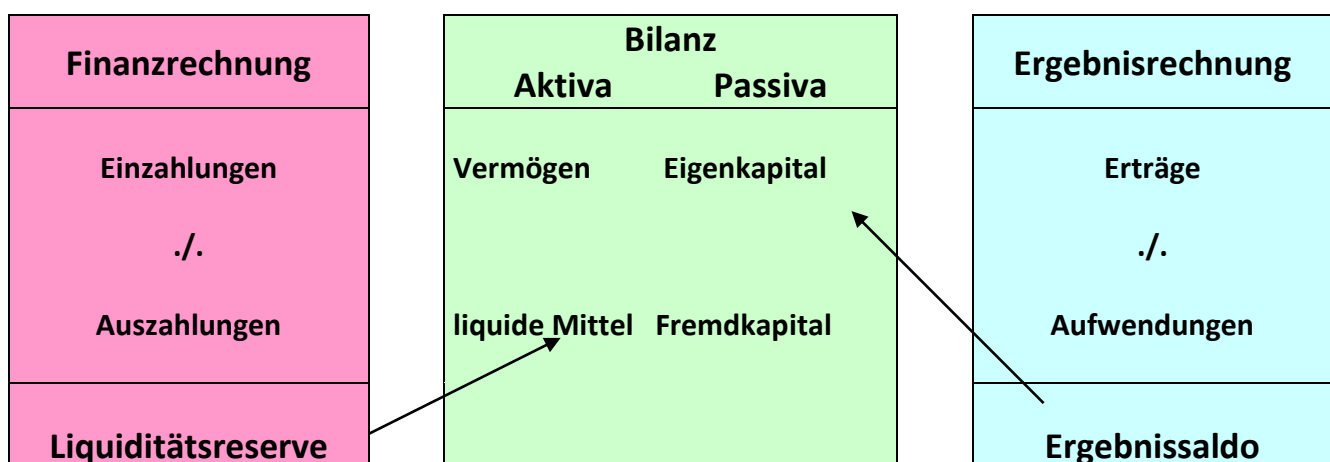 Finanzrechnung
Einzahlungen
./.
Auszahlungen
Liquiditätsreserve
Bilanz
Aktiva Passiva
Vermögen Eigenkapital
liquide Mittel Fremdkapital
Ergebnisrechnung
Erträge
./.
Aufwendungen
Ergebnissaldo